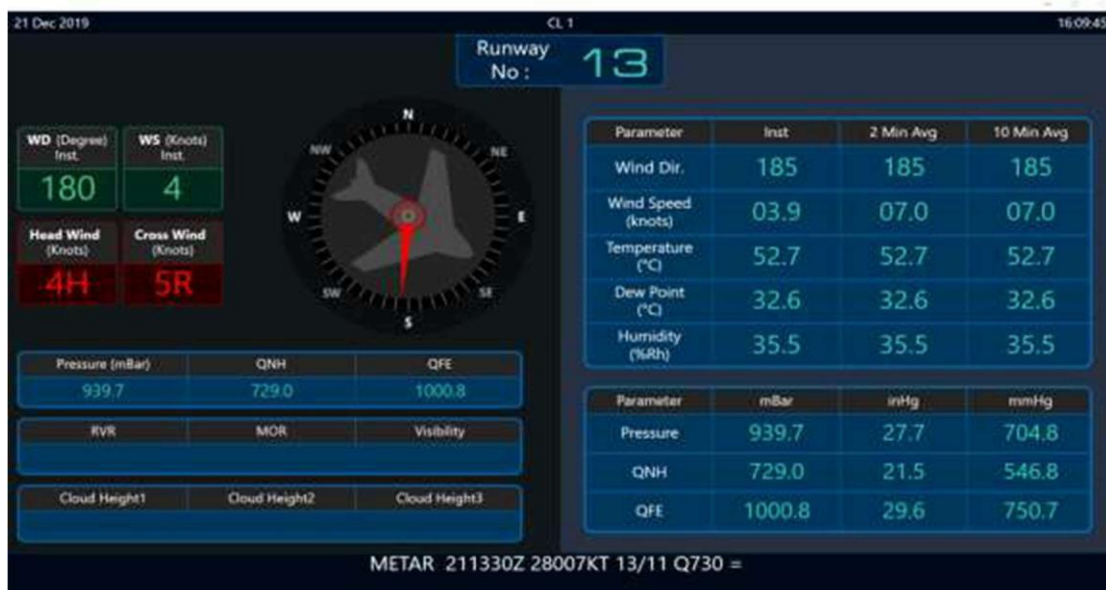 21 Dec 2019 CL 1 16:09:45
Runway No : 13
WD (Degree) Inst. WS (Knots) Inst.
180 4
Head Wind (Knots) Cross Wind (Knots)
4H 5R
N
NE
E
SE
S
SW
W
NW
Pressure (mBar) QNH QFE
939.7 729.0 1000.8
RVR MOR Visibility
Cloud Height1 Cloud Height2 Cloud Height3
Parameter Inst 2 Min Avg 10 Min Avg
Wind Dir. 185 185 185
Wind Speed (knots) 03.9 07.0 07.0
Temperature (°C) 52.7 52.7 52.7
Dew Point (°C) 32.6 32.6 32.6
Humidity (%Rh) 35.5 35.5 35.5
Parameter mBar inHg mmHg
Pressure 939.7 27.7 704.8
QNH 729.0 21.5 546.8
QFE 1000.8 29.6 750.7
METAR 211330Z 28007KT 13/11 Q730 =